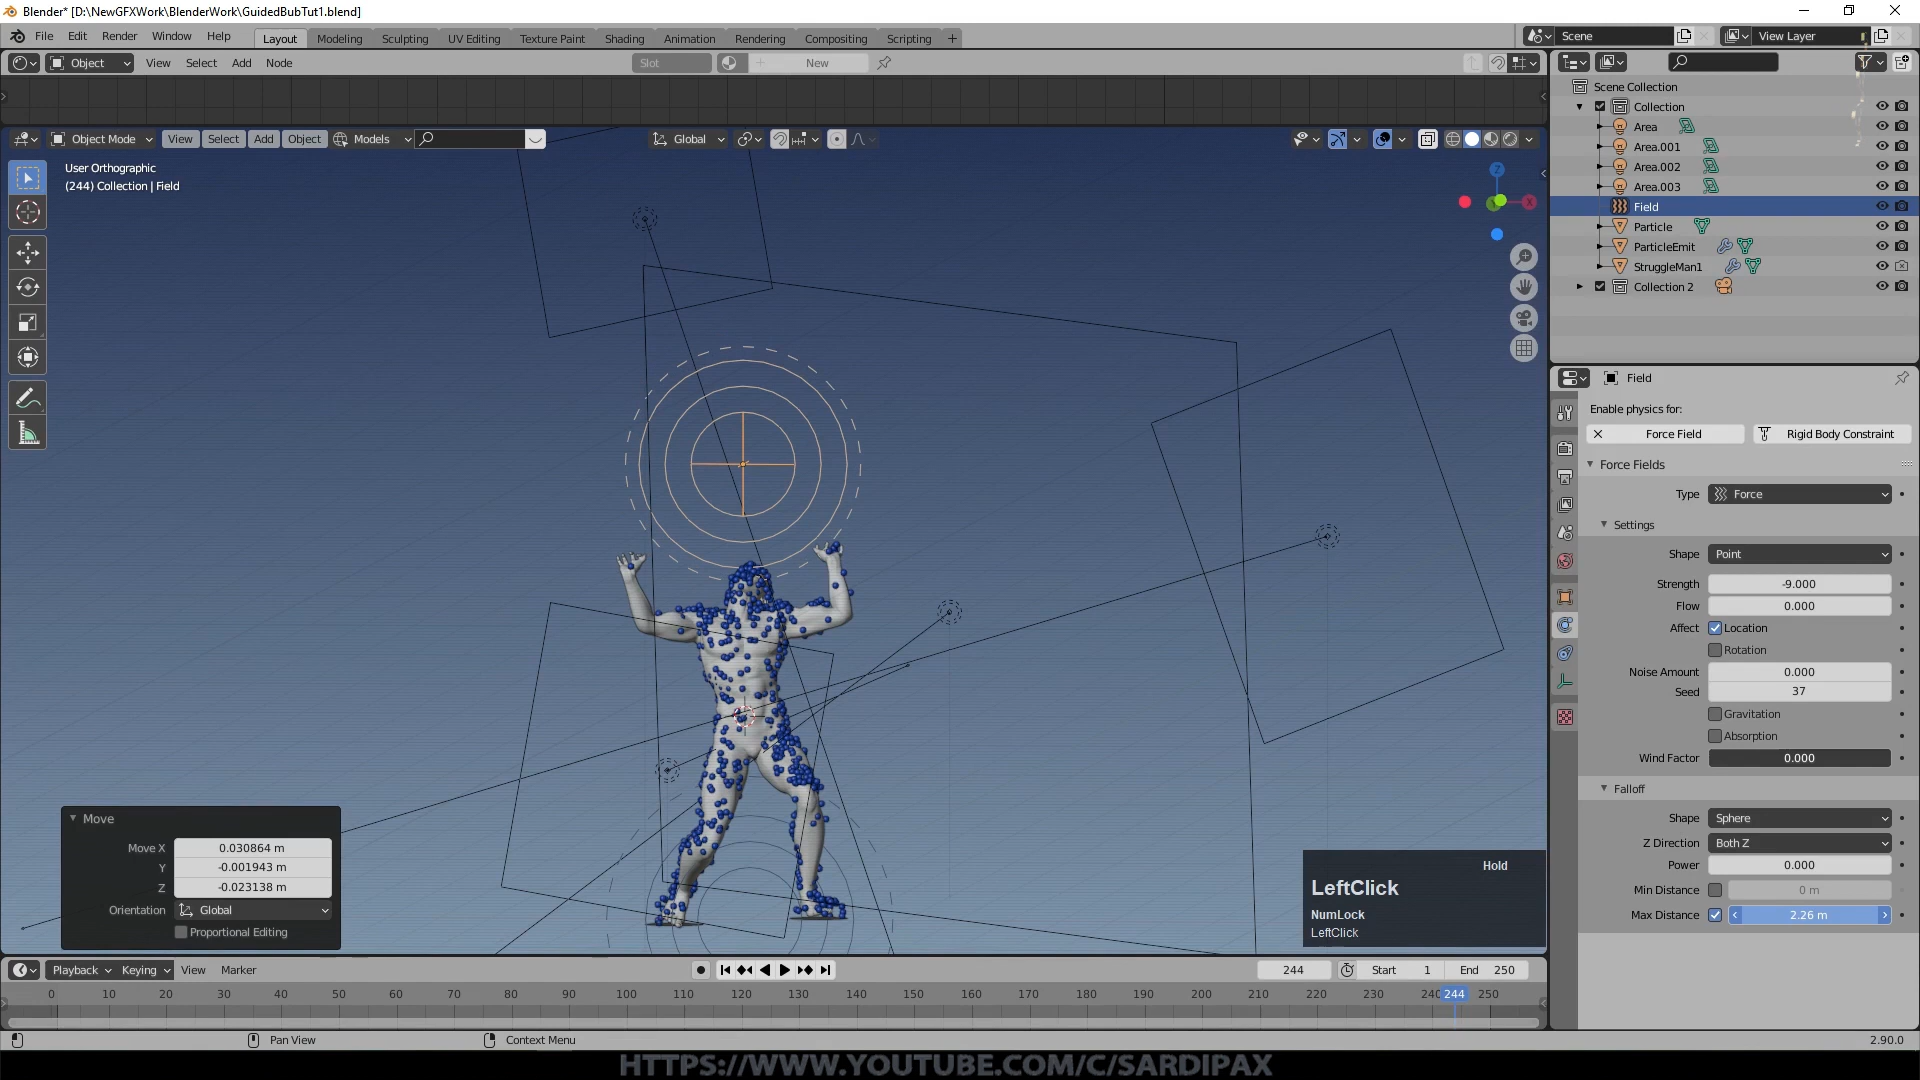 Blender* [D:\NewGFXWork\BlenderWork\GuidedBubTut1.blend]
File Edit Render Window Help Layout Modeling Sculpting UV Editing Texture Paint Shading Animation Rendering Compositing Scripting + Scene View Layer
Object View Select Add Node Slot New
Object Mode View Select Add Object Models Global
User Orthographic
(244) Collection | Field
Z
X
Scene Collection
Collection
Area
Area.001
Area.002
Area.003
Field
Particle
ParticleEmit
StruggleMan1
Collection 2
Field
Enable physics for:
Force Field Rigid Body Constraint
Force Fields
Type Force
Settings
Shape Point
Strength -9.000
Flow 0.000
Affect Location
Rotation
Noise Amount 0.000
Seed 37
Gravitation
Absorption
Wind Factor 0.000
Falloff
Shape Sphere
Z Direction Both Z
Power 0.000
Min Distance 0 m
Max Distance 2.26 m
Move
Move X 0.030864 m
Y -0.001943 m
Z -0.023138 m
Orientation Global
Proportional Editing
Hold
LeftClick
NumLock
LeftClick
Playback Keying View Marker 244 Start 1 End 250
0 10 20 30 40 50 60 70 80 90 100 110 120 130 140 150 160 170 180 190 200 210 220 230 240 244 250
Pan View Context Menu 2.90.0
HTTPS://WWW.YOUTUBE.COM/C/SARDIPAX